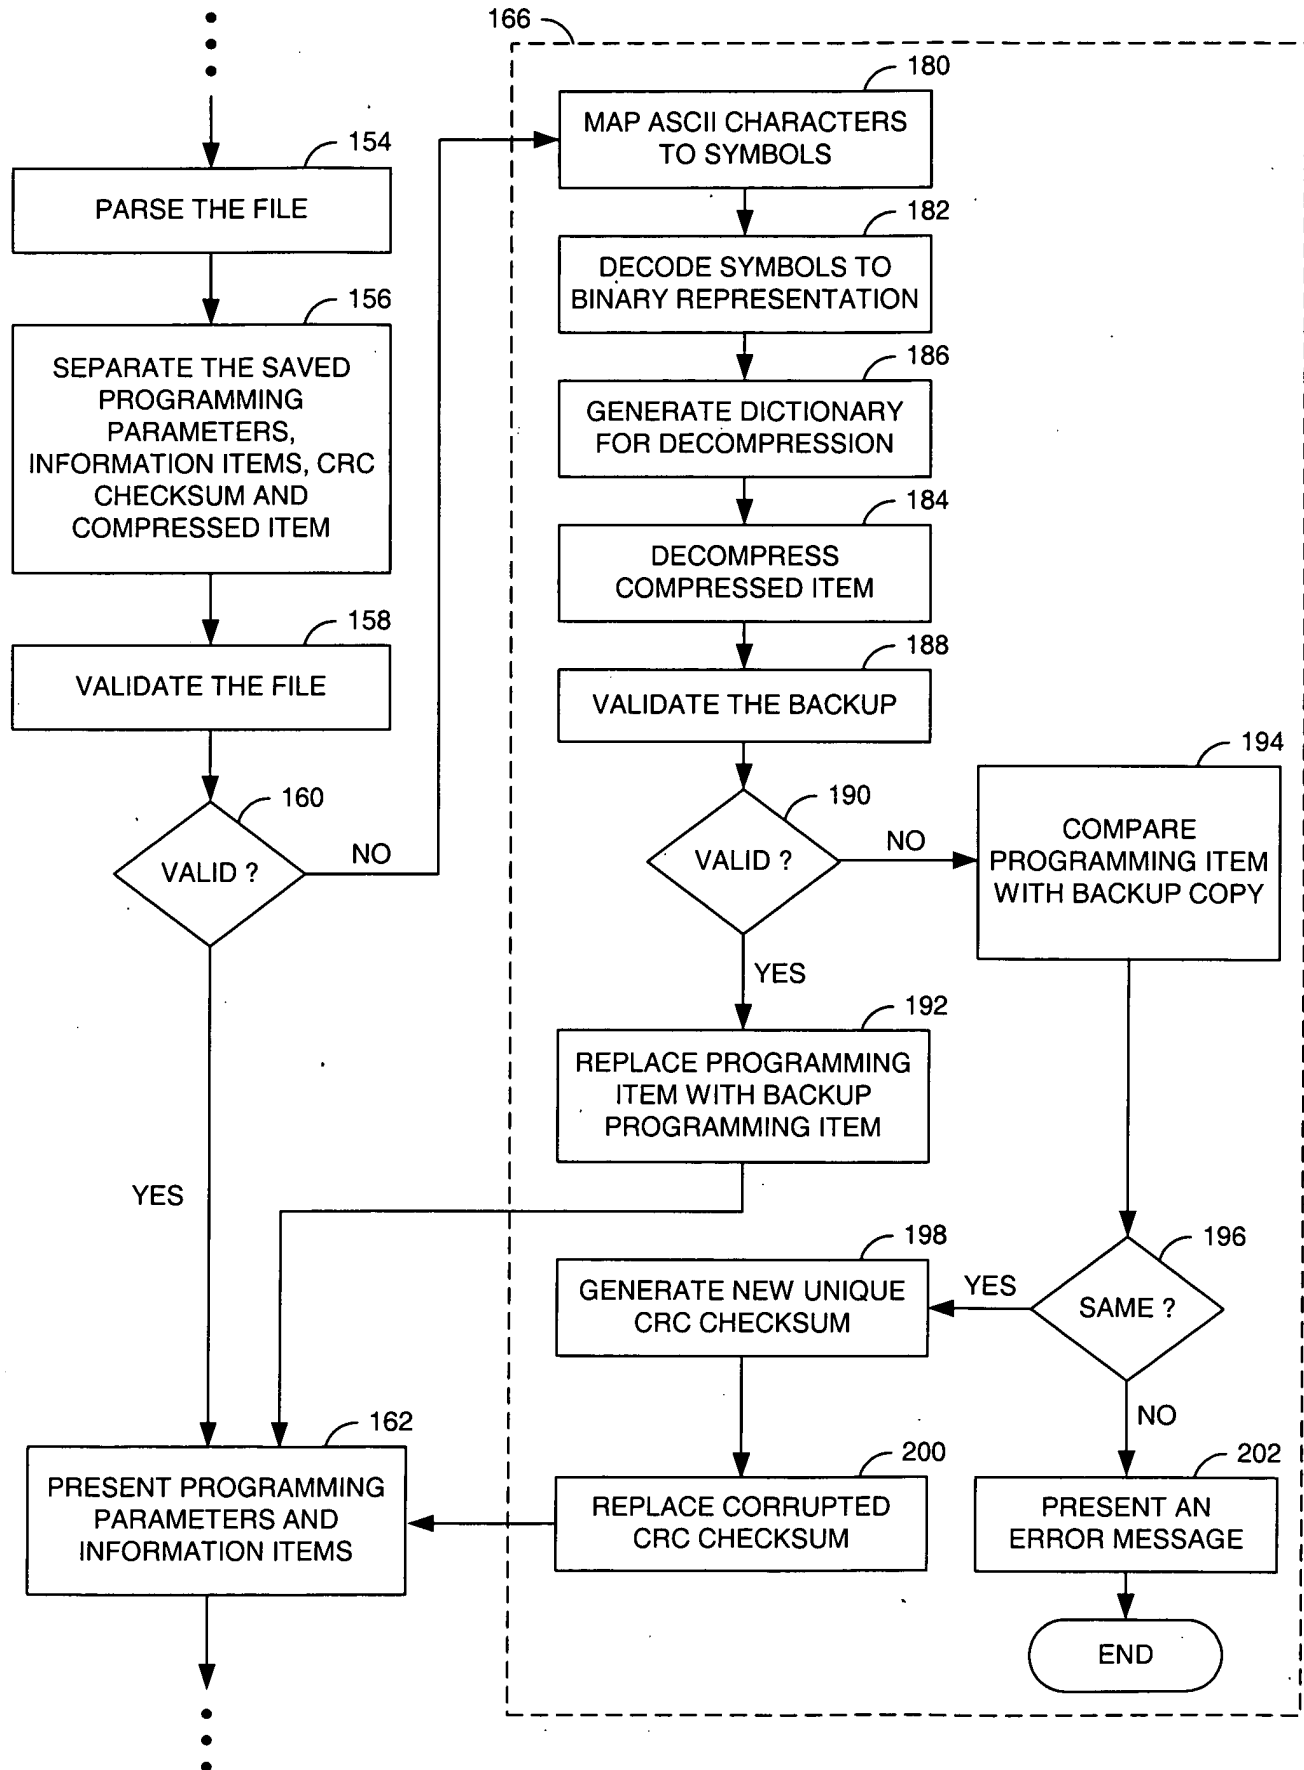 154
PARSE THE FILE
156
SEPARATE THE SAVED
PROGRAMMING
PARAMETERS,
INFORMATION ITEMS, CRC
CHECKSUM AND
COMPRESSED ITEM
158
VALIDATE THE FILE
160
VALID ?
NO
YES
162
PRESENT PROGRAMMING
PARAMETERS AND
INFORMATION ITEMS
166
180
MAP ASCII CHARACTERS
TO SYMBOLS
182
DECODE SYMBOLS TO
BINARY REPRESENTATION
186
GENERATE DICTIONARY
FOR DECOMPRESSION
184
DECOMPRESS
COMPRESSED ITEM
188
VALIDATE THE BACKUP
190
VALID ?
NO
YES
192
REPLACE PROGRAMMING
ITEM WITH BACKUP
PROGRAMMING ITEM
194
COMPARE
PROGRAMMING ITEM
WITH BACKUP COPY
196
SAME ?
YES
NO
198
GENERATE NEW UNIQUE
CRC CHECKSUM
200
REPLACE CORRUPTED
CRC CHECKSUM
202
PRESENT AN
ERROR MESSAGE
END